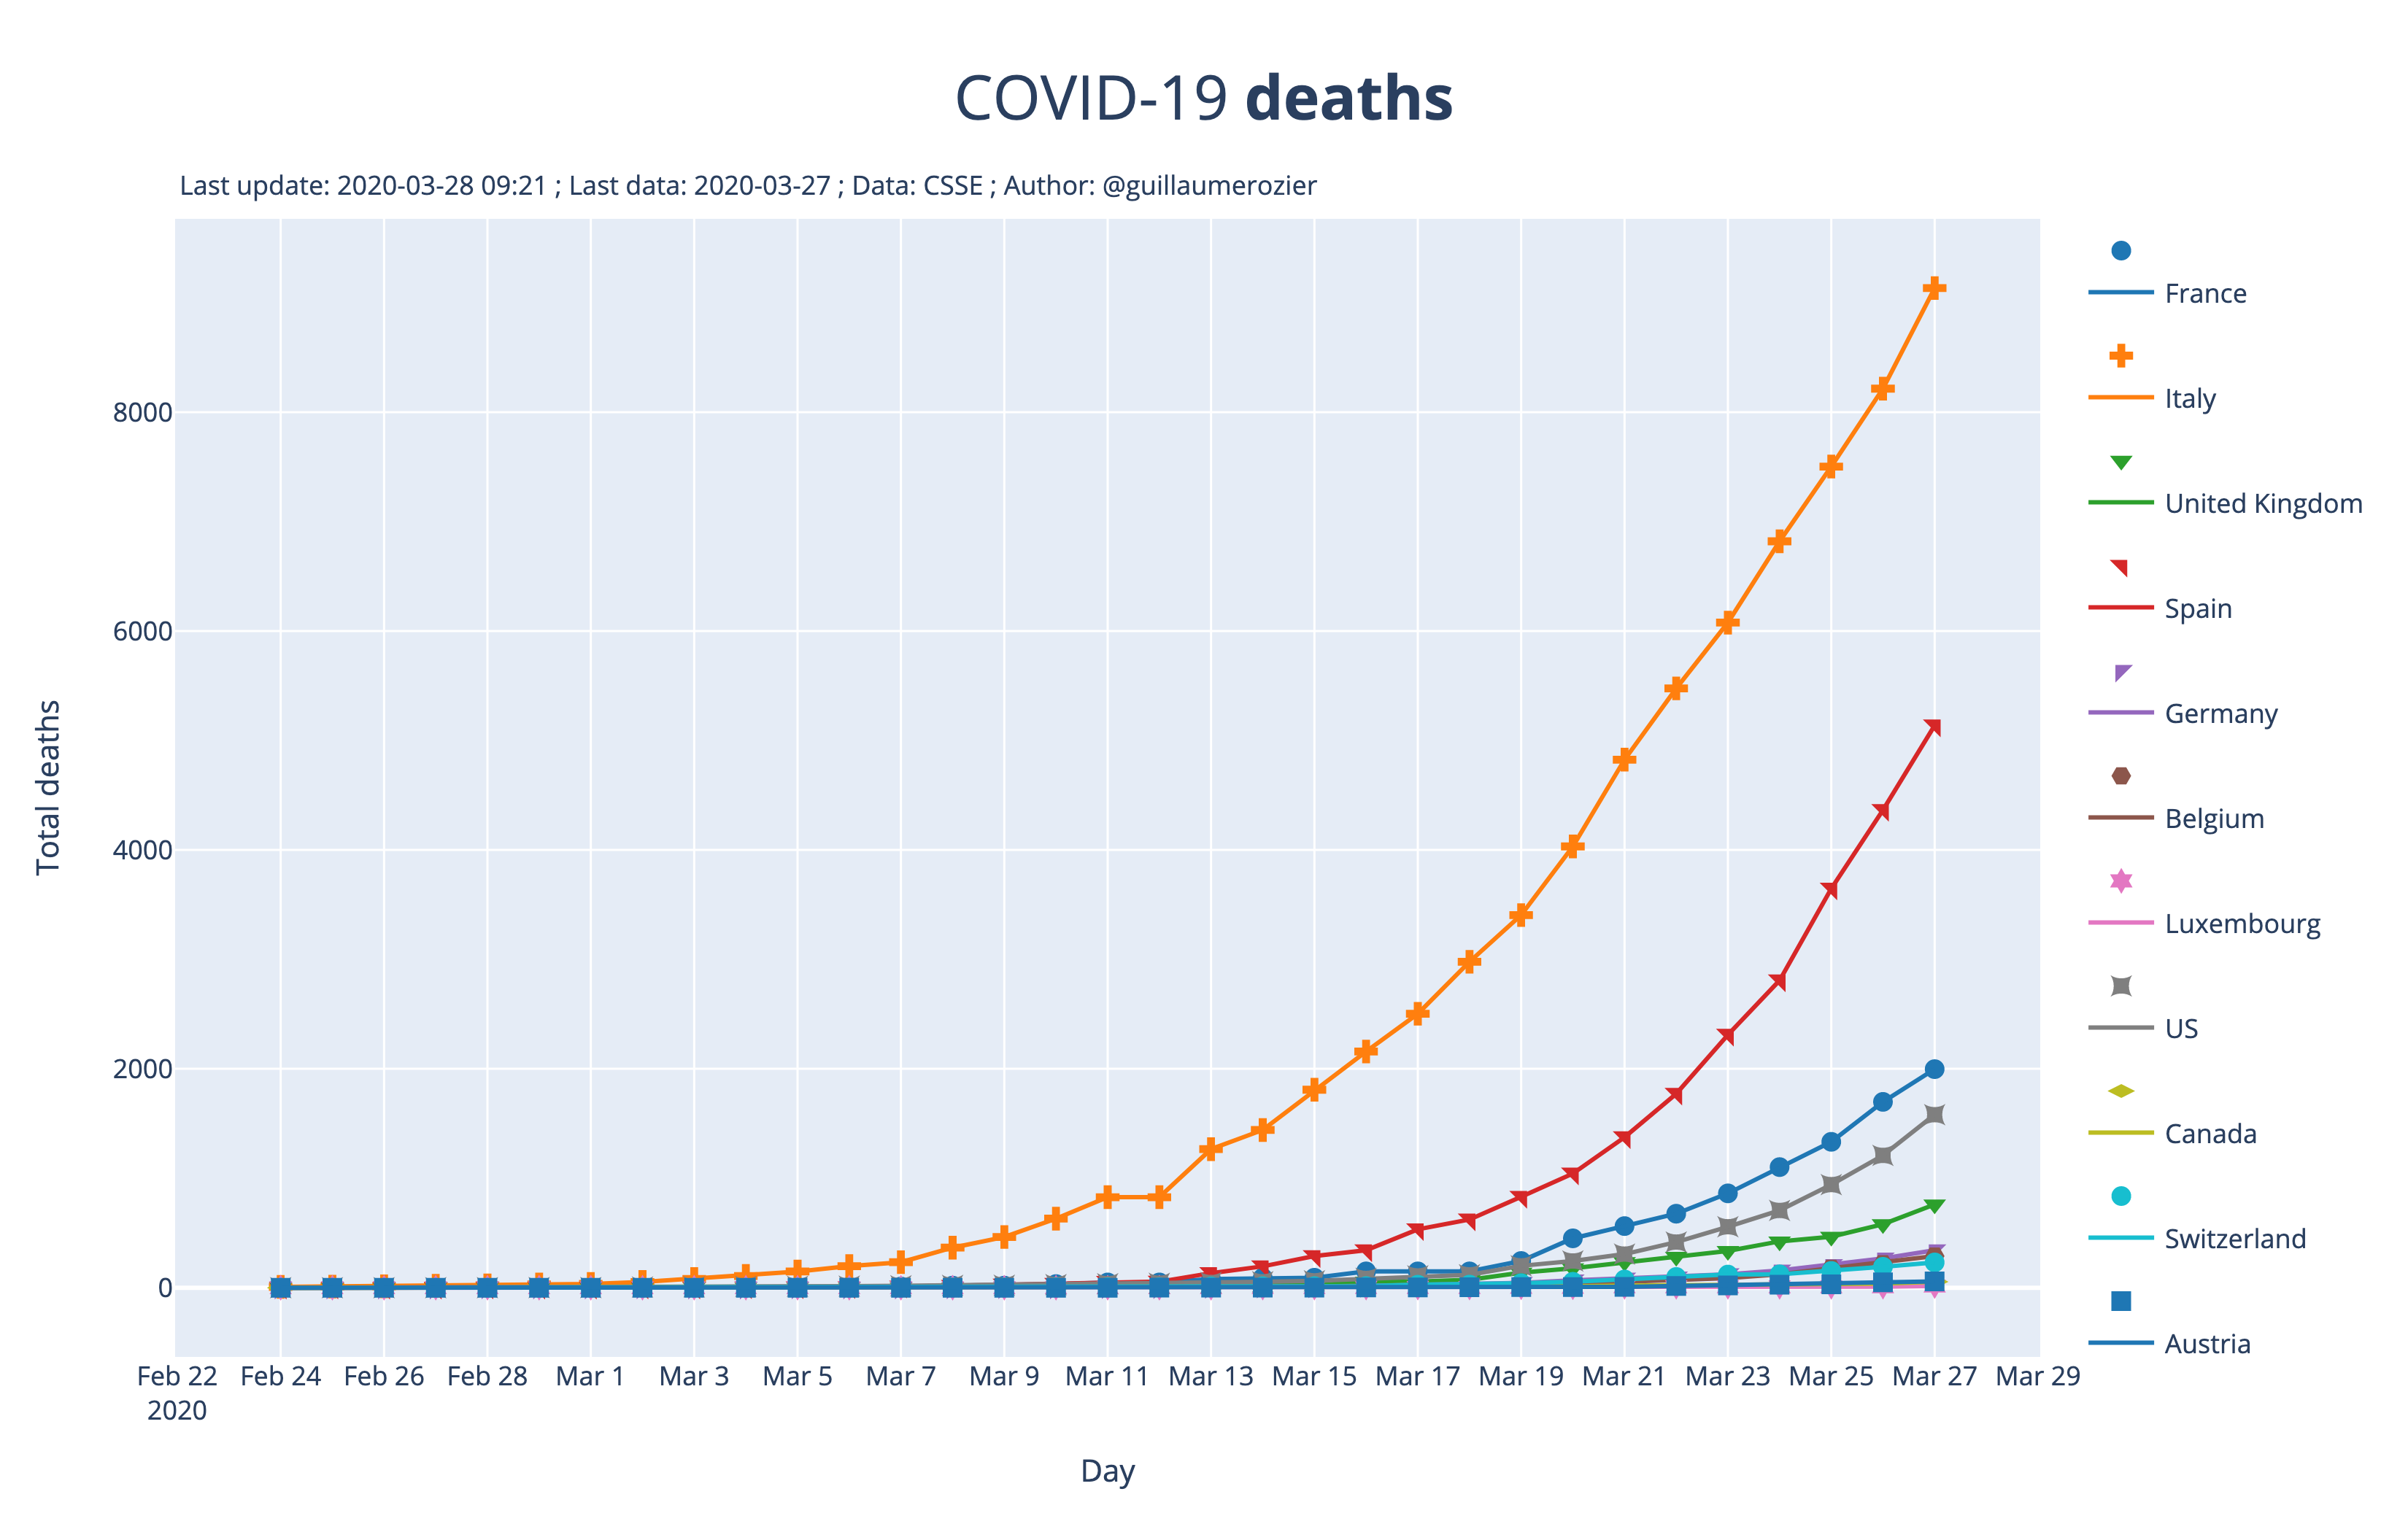 COVID-19 deaths
Last update: 2020-03-28 09:21 ; Last data: 2020-03-27 ; Data: CSSE ; Author: @guillaumerozier
Total deaths
8000
6000
4000
2000
0
Feb 22 Feb 24 Feb 26 Feb 28 Mar 1 Mar 3 Mar 5 Mar 7 Mar 9 Mar 11 Mar 13 Mar 15 Mar 17 Mar 19 Mar 21 Mar 23 Mar 25 Mar 27 Mar 29
2020
Day
France
Italy
United Kingdom
Spain
Germany
Belgium
Luxembourg
US
Canada
Switzerland
Austria